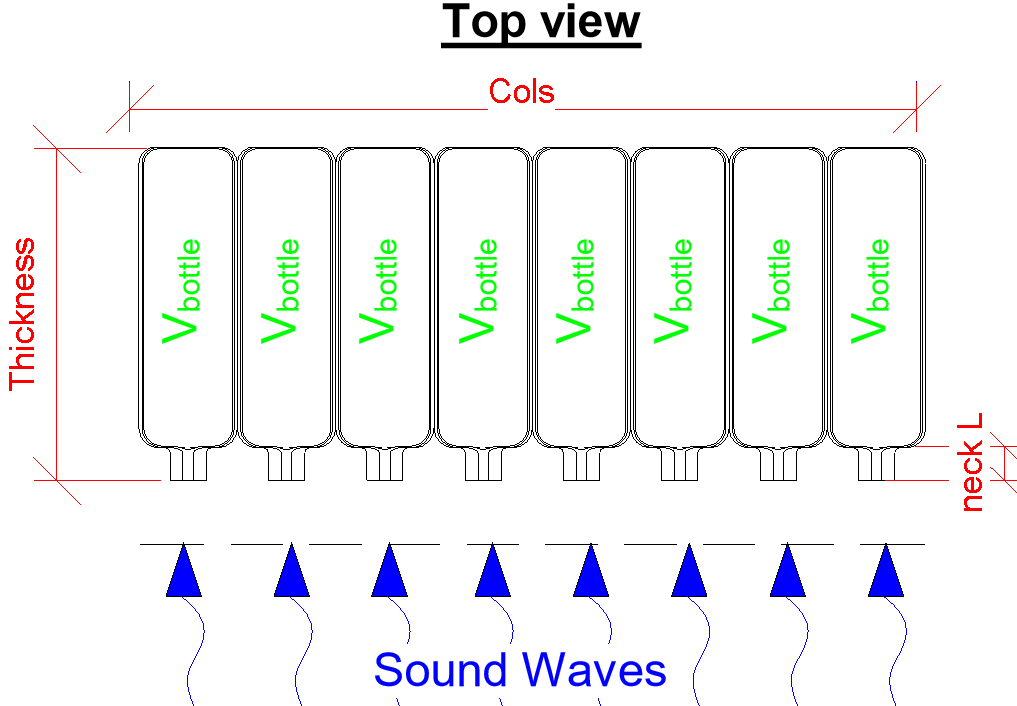 Top view
Cols
Thickness
Vbottle
Vbottle
Vbottle
Vbottle
Vbottle
Vbottle
Vbottle
Vbottle
neck L
Sound Waves